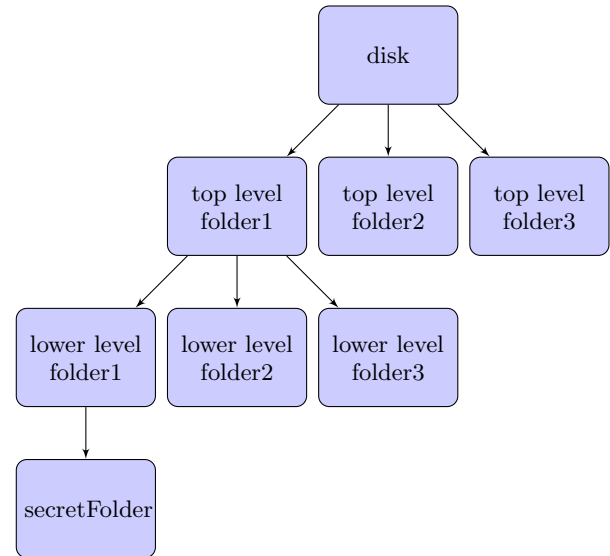 disk
top level
folder1
top level
folder2
top level
folder3
lower level
folder1
lower level
folder2
lower level
folder3
secretFolder